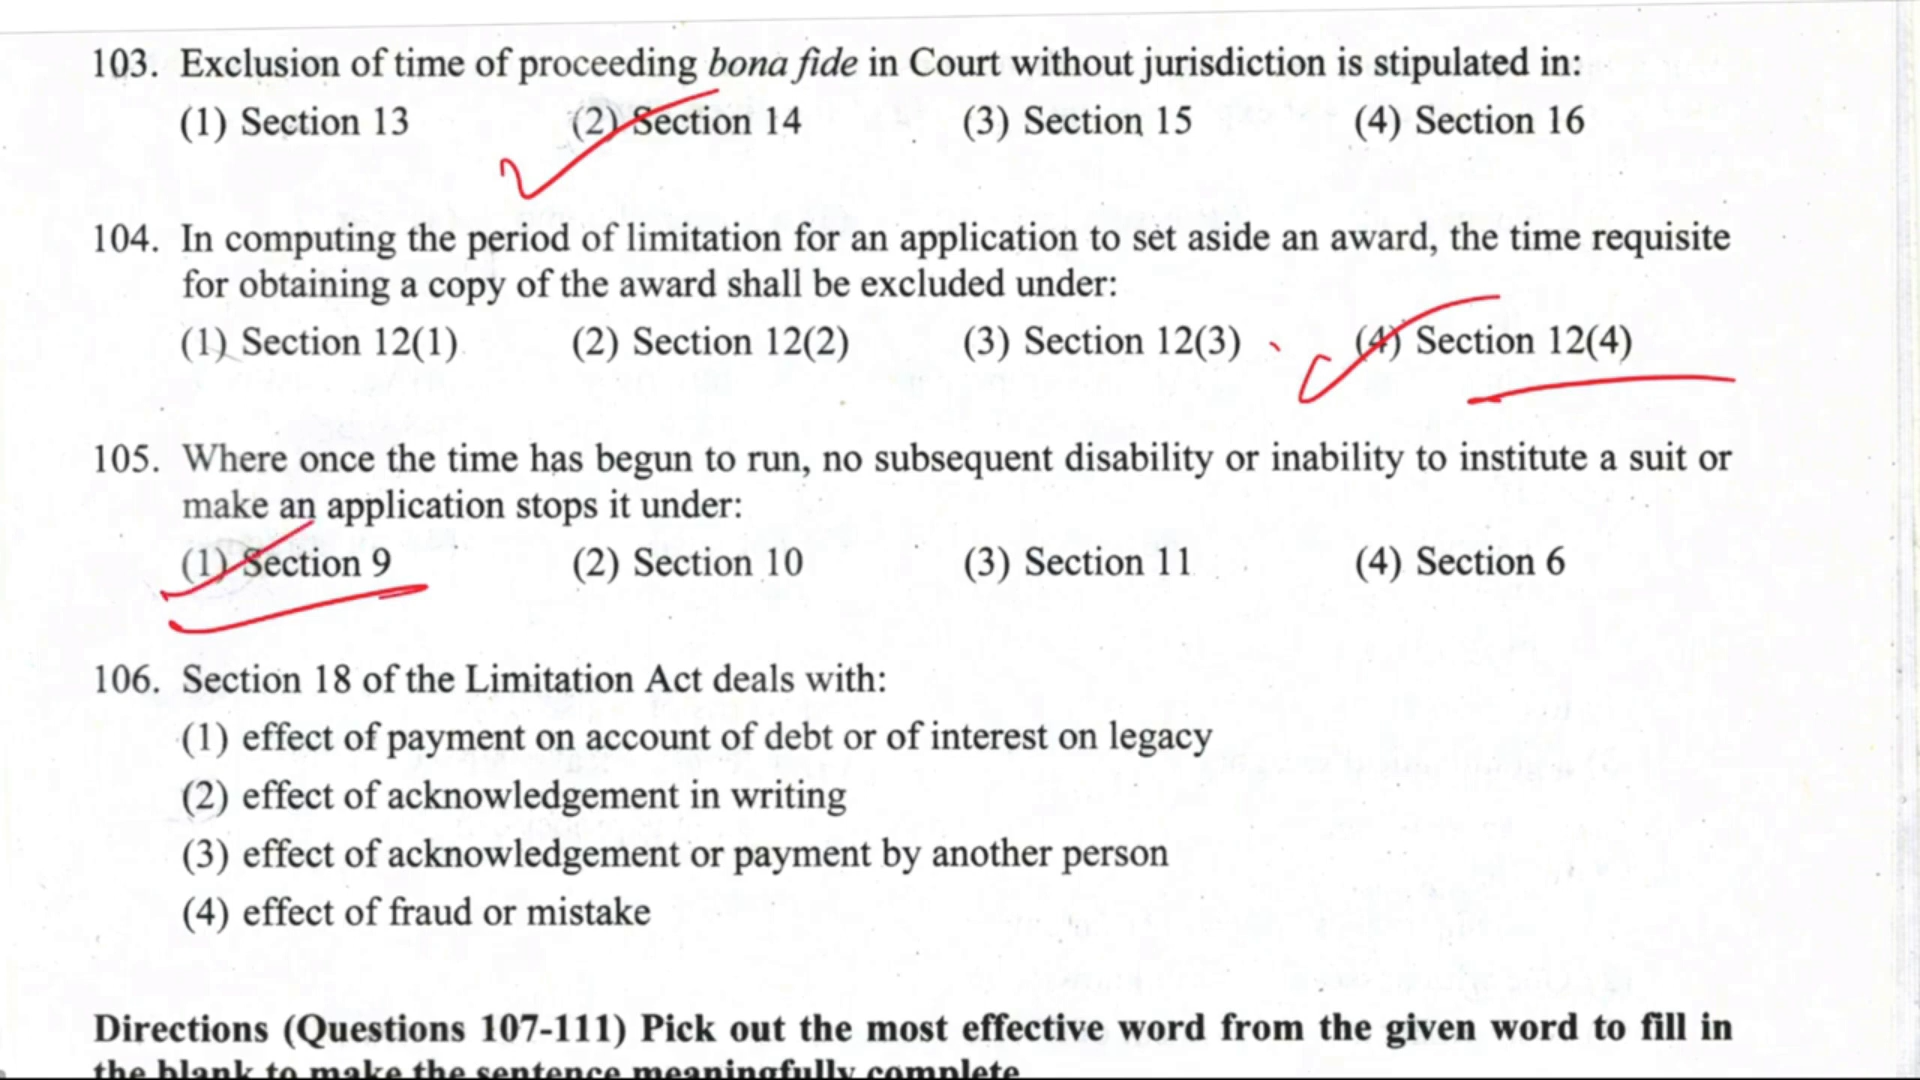 103. Exclusion of time of proceeding bona fide in Court without jurisdiction is stipulated in:
(1) Section 13 (2) Section 14 (3) Section 15 (4) Section 16
104. In computing the period of limitation for an application to set aside an award, the time requisite
for obtaining a copy of the award shall be excluded under:
(1) Section 12(1) (2) Section 12(2) (3) Section 12(3) (4) Section 12(4)
105. Where once the time has begun to run, no subsequent disability or inability to institute a suit or
make an application stops it under:
(1) Section 9 (2) Section 10 (3) Section 11 (4) Section 6
106. Section 18 of the Limitation Act deals with:
(1) effect of payment on account of debt or of interest on legacy
(2) effect of acknowledgement in writing
(3) effect of acknowledgement or payment by another person
(4) effect of fraud or mistake
Directions (Questions 107-111) Pick out the most effective word from the given word to fill in
the blank to make the sentence meaningfully complete